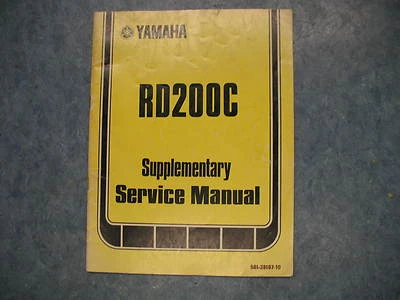 YAMAHA
RD200C
Supplementary
Service Manual